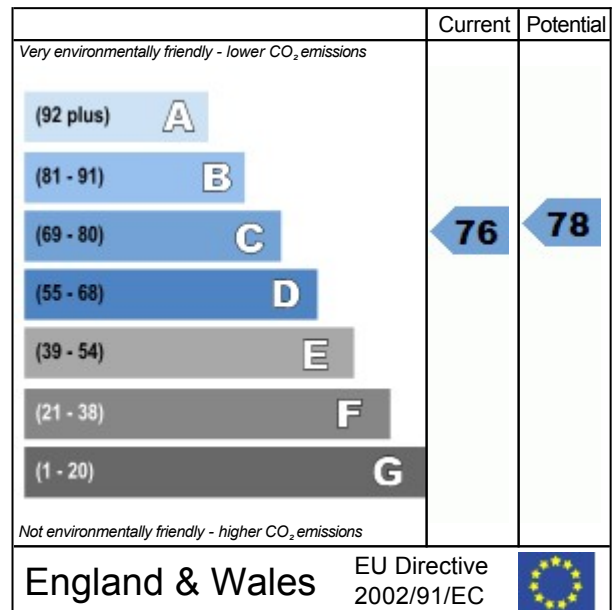 Current Potential
Very environmentally friendly - lower CO₂ emissions
(92 plus) A
(81 - 91) B
(69 - 80) C
76 78
(55 - 68) D
(39 - 54) E
(21 - 38) F
(1 - 20) G
Not environmentally friendly - higher CO₂ emissions
England & Wales
EU Directive
2002/91/EC